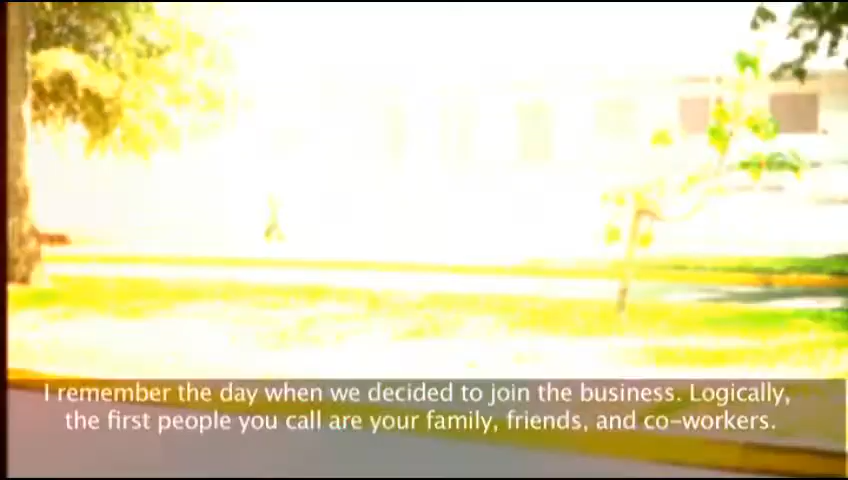 I remember the day when we decided to join the business. Logically,
the first people you call are your family, friends, and co-workers.